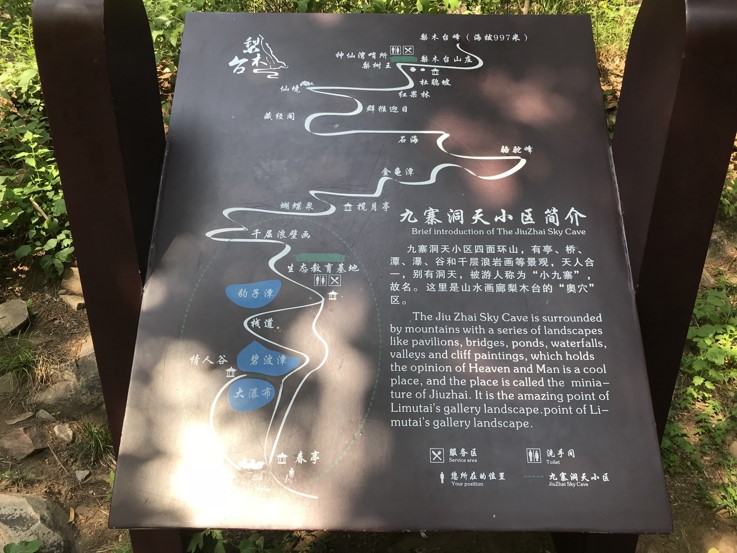 梨木台
梨木台峰（海拔997米）
神仙湾哨所
梨木台山庄
梨树王
杜鹃坡
仙境
红果林
群猴迎日
藏经阁
石海
骆驼峰
金龟潭
蝴蝶泉
揽月亭
千层浪壁画
生态教育基地
豹子潭
栈道
情人谷
碧波潭
大瀑布
春亭
九寨洞天小区简介
Brief introduction of The JiuZhai Sky Cave
九寨洞天小区四面环山，有亭、桥、
潭、瀑、谷和千层浪岩画等景观，天人合
一，别有洞天，被游人称为“小九寨”，
故名。这里是山水画廊梨木台的“奥穴”
区。
The Jiu Zhai Sky Cave is surrounded
by mountains with a series of landscapes
like pavilions, bridges, ponds, waterfalls,
valleys and cliff paintings, which holds
the opinion of Heaven and Man is a cool
place, and the place is called the minia-
ture of Jiuzhai. It is the amazing point of
Limutai's gallery landscape.point of Li-
mutai's gallery landscape.
服务区
Service area
洗手间
Toilet
您所在的位置
Your position
九寨洞天小区
JiuZhai Sky Cave